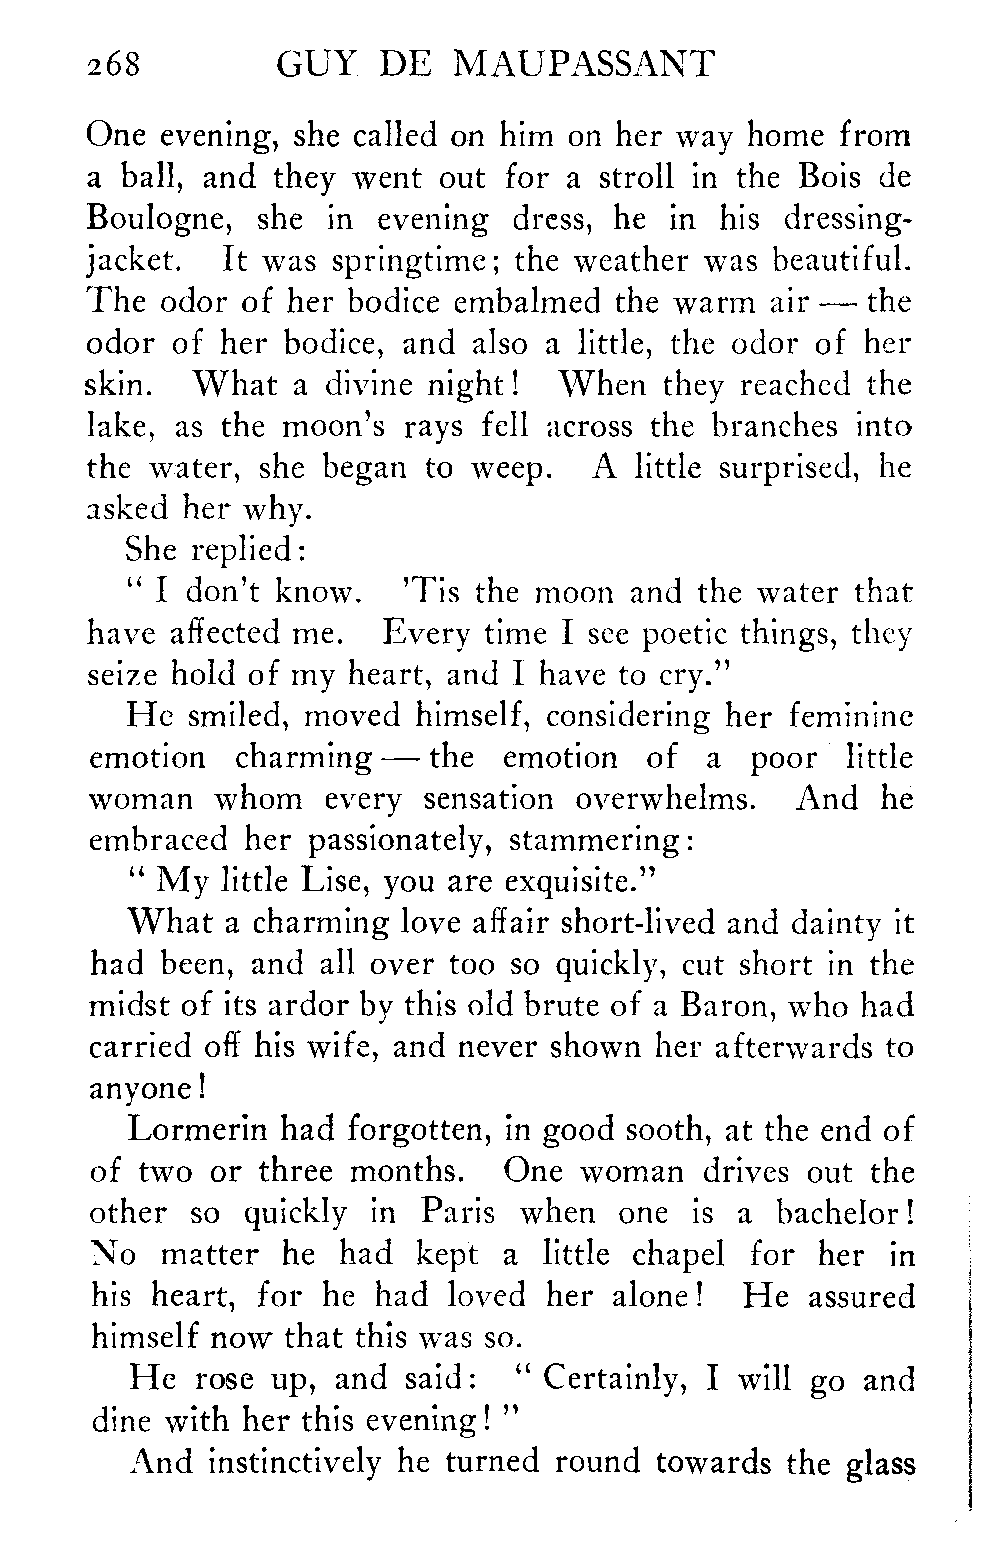 268 GUY DE MAUPASSANT
One evening, she called on him on her way home from
a ball, and they went out for a stroll in the Bois de
Boulogne, she in evening dress, he in his dressing-
jacket. It was springtime; the weather was beautiful.
The odor of her bodice embalmed the warm air — the
odor of her bodice, and also a little, the odor of her
skin. What a divine night! When they reached the
lake, as the moon's rays fell across the branches into
the water, she began to weep. A little surprised, he
asked her why.
She replied:
" I don't know. 'Tis the moon and the water that
have affected me. Every time I see poetic things, they
seize hold of my heart, and I have to cry."
He smiled, moved himself, considering her feminine
emotion charming — the emotion of a poor little
woman whom every sensation overwhelms. And he
embraced her passionately, stammering:
" My little Lise, you are exquisite."
What a charming love affair short-lived and dainty it
had been, and all over too so quickly, cut short in the
midst of its ardor by this old brute of a Baron, who had
carried off his wife, and never shown her afterwards to
anyone!
Lormerin had forgotten, in good sooth, at the end of
of two or three months. One woman drives out the
other so quickly in Paris when one is a bachelor!
No matter he had kept a little chapel for her in
his heart, for he had loved her alone! He assured
himself now that this was so.
He rose up, and said: " Certainly, I will go and
dine with her this evening! "
And instinctively he turned round towards the glass